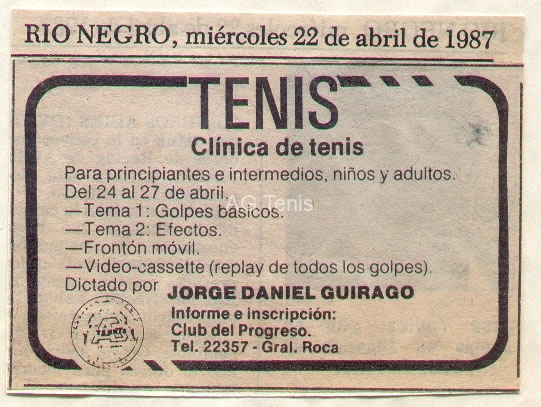 RIO NEGRO, miércoles 22 de abril de 1987
TENIS
Clínica de tenis
Para principiantes e intermedios, niños y adultos.
Del 24 al 27 de abril.
AG Tenis
—Tema 1: Golpes básicos.
—Tema 2: Efectos.
—Frontón móvil.
—Video-cassette (replay de todos los golpes).
Dictado por JORGE DANIEL GUIRAGO
Informe e inscripción:
Club del Progreso.
Tel. 22357 - Gral. Roca
AG
TENNIS